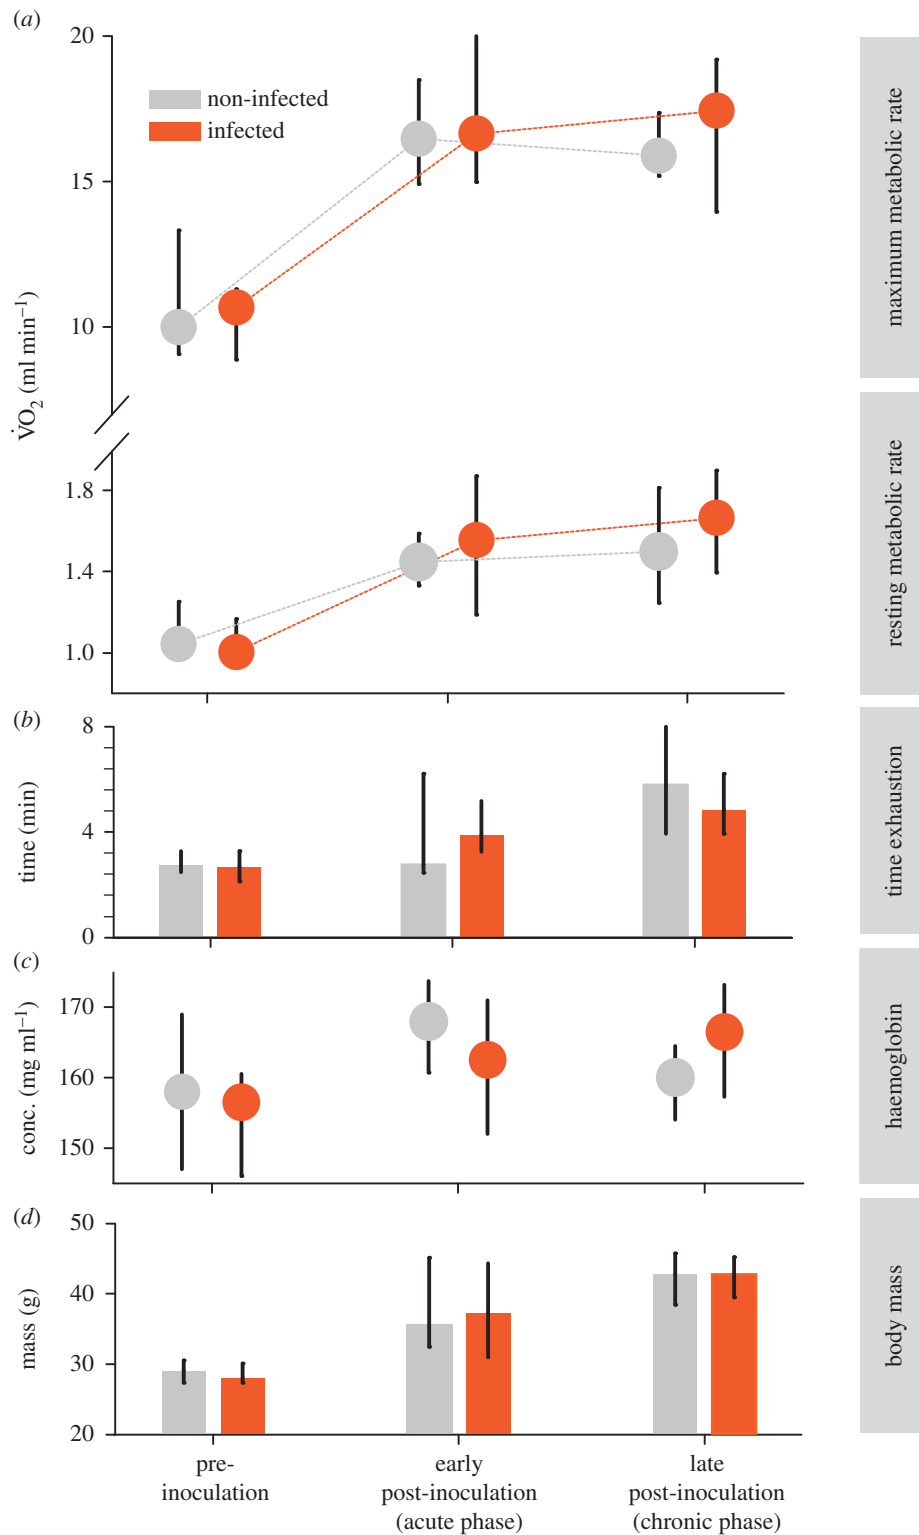 (a)
20
15
10
1.8
1.4
1.0
V̇O₂ (ml min⁻¹)
non-infected
infected
maximum metabolic rate
resting metabolic rate
(b)
8
4
0
time (min)
time exhaustion
(c)
170
160
150
conc. (mg ml⁻¹)
haemoglobin
(d)
50
40
30
20
mass (g)
body mass
pre-
inoculation
early
post-inoculation
(acute phase)
late
post-inoculation
(chronic phase)